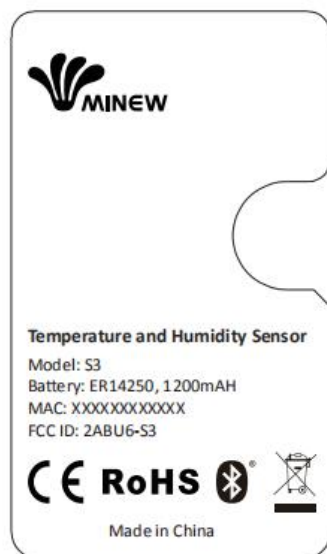 MINEW
Temperature and Humidity Sensor
Model: S3
Battery: ER14250, 1200mAH
MAC: XXXXXXXXXXXX
FCC ID: 2ABU6-S3
CE RoHS ®
Made in China